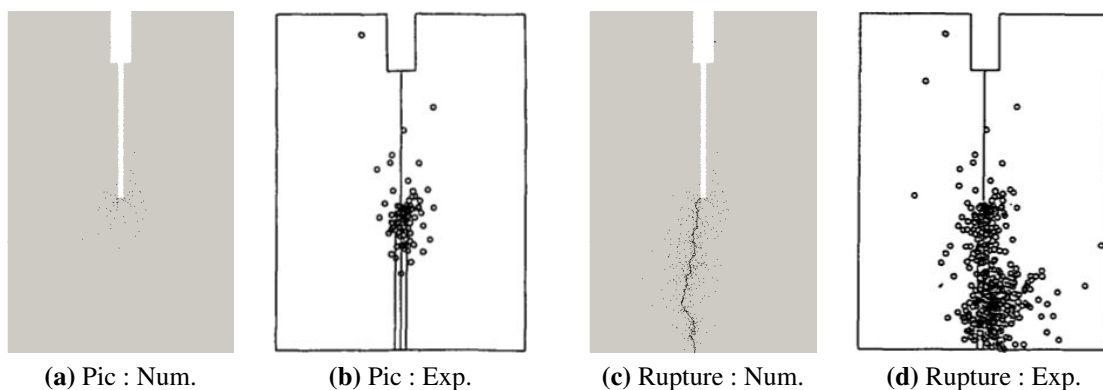 (a) Pic : Num.
(b) Pic : Exp.
(c) Rupture : Num.
(d) Rupture : Exp.